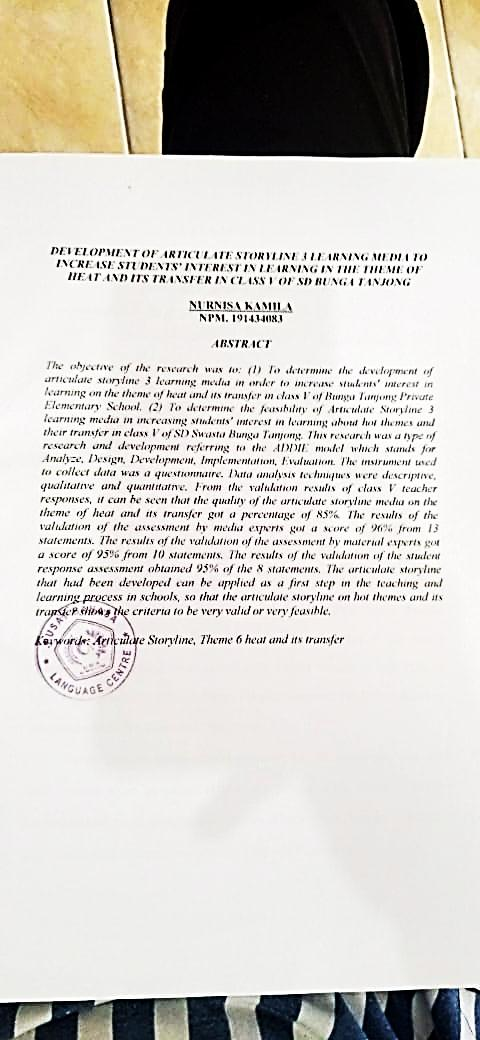 DEVELOPMENT OF ARTICULATE STORYLINE 3 LEARNING MEDIA TO
INCREASE STUDENTS' INTEREST IN LEARNING IN THE THEME OF
HEAT AND ITS TRANSFER IN CLASS V OF SD BUNGA TANJONG
NURNISA KAMILA
NPM. 191434083
ABSTRACT
The objective of the research was to: (1) To determine the development of
articulate storyline 3 learning media in order to increase students' interest in
learning on the theme of heat and its transfer in class V of Bunga Tanjong Private
Elementary School. (2) To determine the feasibility of Articulate Storyline 3
learning media in increasing students' interest in learning about hot themes and
their transfer in class V of SD Swasta Bunga Tanjong. This research was a type of
research and development referring to the ADDIE model which stands for
Analyze, Design, Development, Implementation, Evaluation. The instrument used
to collect data was a questionnaire. Data analysis techniques were descriptive,
qualitative and quantitative. From the validation results of class V teacher
responses, it can be seen that the quality of the articulate storyline media on the
theme of heat and its transfer got a percentage of 85%. The results of the
validation of the assessment by media experts got a score of 96% from 13
statements. The results of the validation of the assessment by material experts got
a score of 95% from 10 statements. The results of the validation of the student
response assessment obtained 95% of the 8 statements. The articulate storyline
that had been developed can be applied as a first step in the teaching and
learning process in schools, so that the articulate storyline on hot themes and its
transfer the criteria to be very valid or very feasible.
Keywords: Articulate Storyline, Theme 6 heat and its transfer
PUSAT BAHASA
LANGUAGE CENTRE